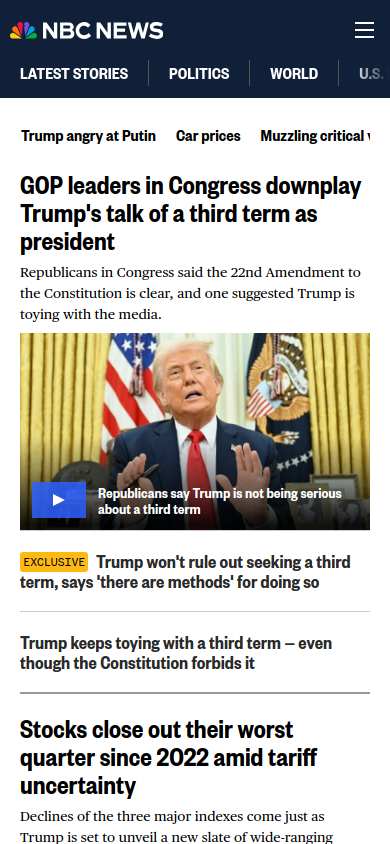 NBC NEWS
LATEST STORIES POLITICS WORLD U.S.
Trump angry at Putin Car prices Muzzling critical
GOP leaders in Congress downplay
Trump's talk of a third term as
president
Republicans in Congress said the 22nd Amendment to
the Constitution is clear, and one suggested Trump is
toying with the media.
Republicans say Trump is not being serious
about a third term
EXCLUSIVE Trump won't rule out seeking a third
term, says 'there are methods' for doing so
Trump keeps toying with a third term – even
though the Constitution forbids it
Stocks close out their worst
quarter since 2022 amid tariff
uncertainty
Declines of the three major indexes come just as
Trump is set to unveil a new slate of wide-ranging